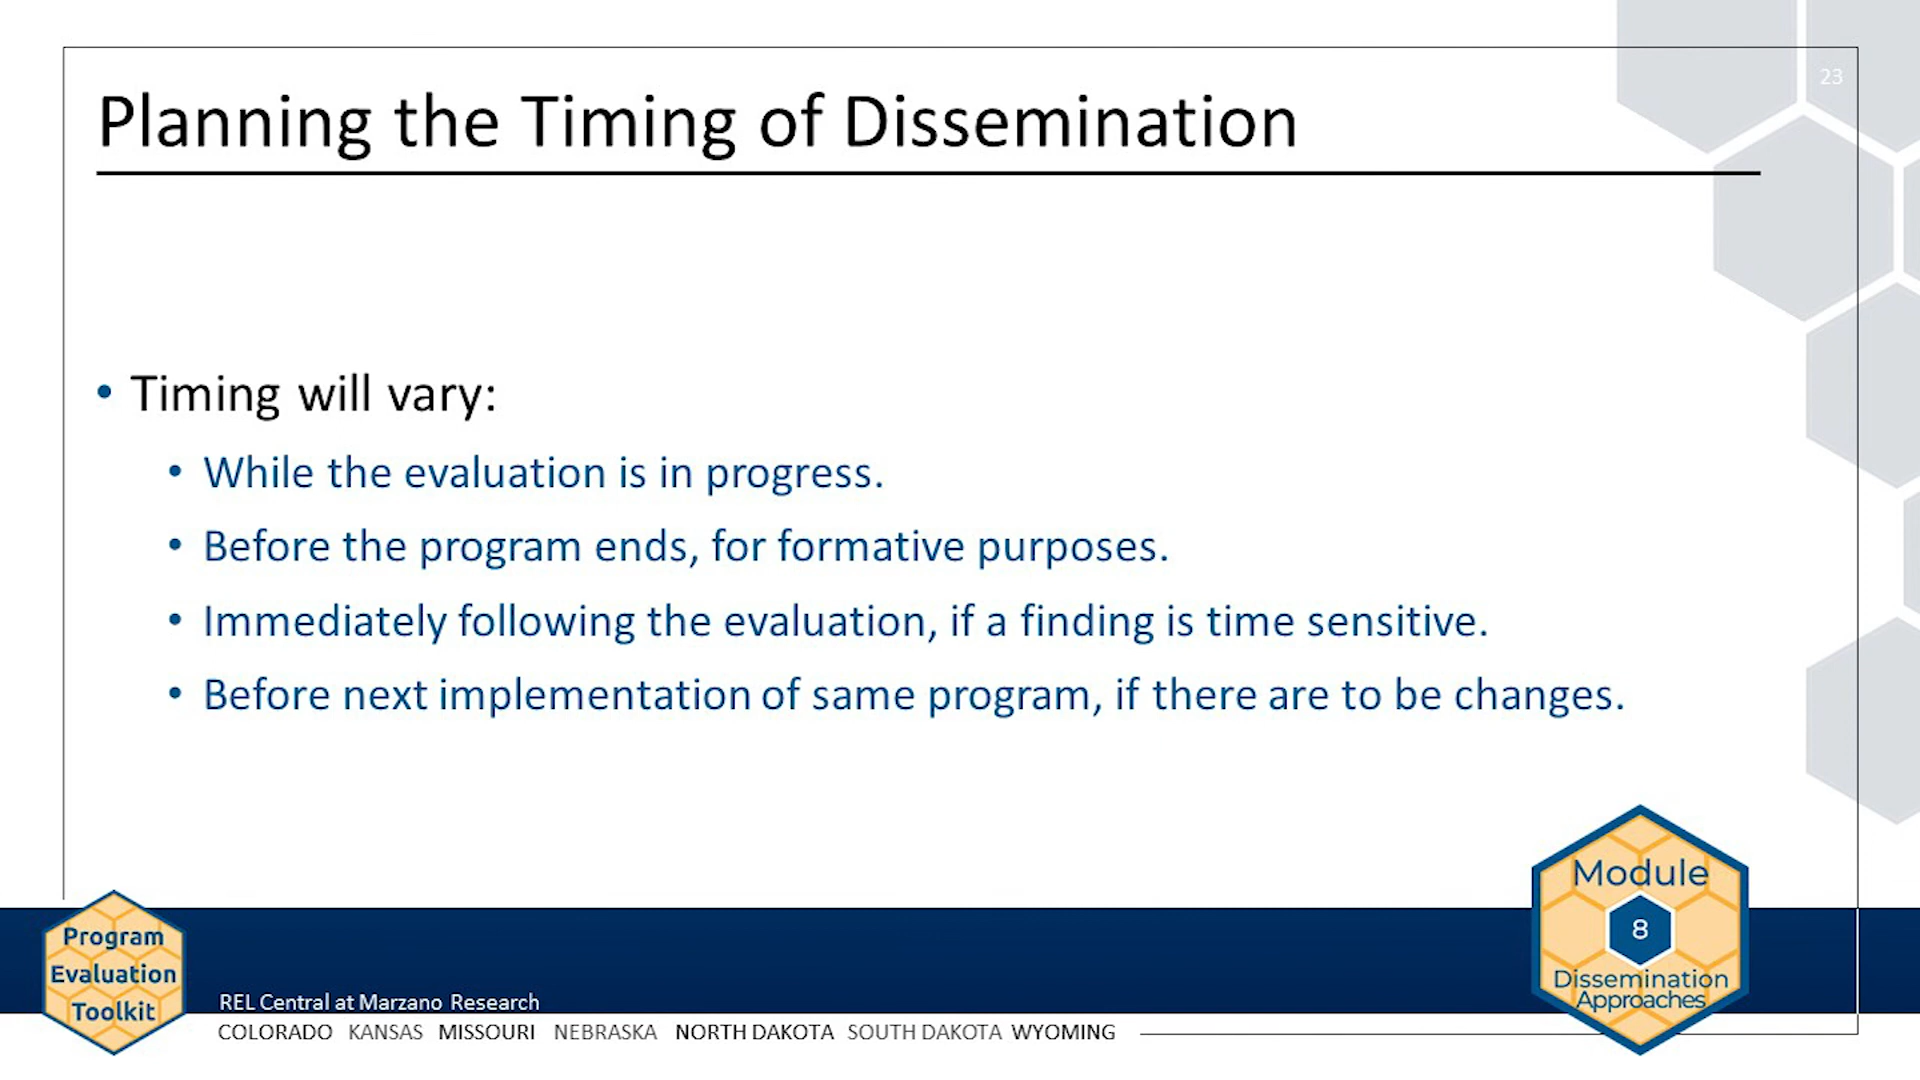 23
Planning the Timing of Dissemination
• Timing will vary:
• While the evaluation is in progress.
• Before the program ends, for formative purposes.
• Immediately following the evaluation, if a finding is time sensitive.
• Before next implementation of same program, if there are to be changes.
Module
8
Dissemination
Approaches
Program
Evaluation
Toolkit
REL Central at Marzano Research
COLORADO KANSAS MISSOURI NEBRASKA NORTH DAKOTA SOUTH DAKOTA WYOMING